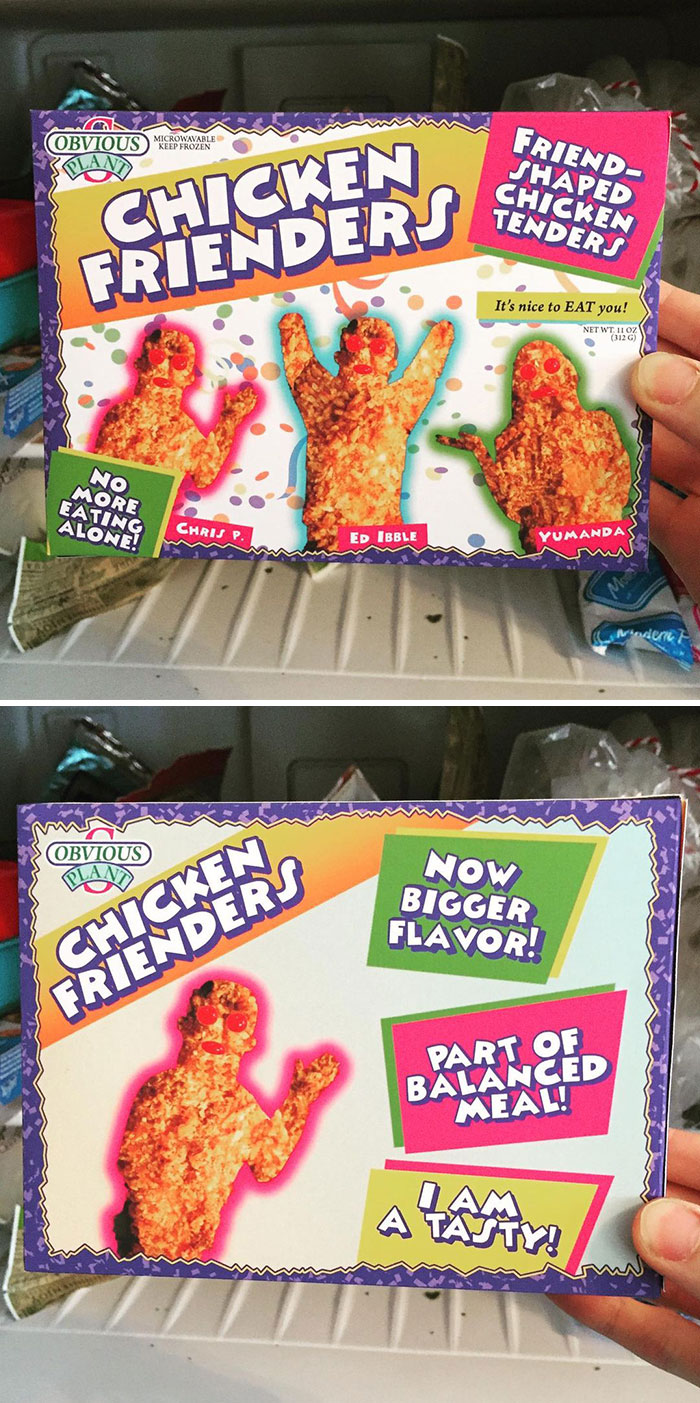 OBVIOUS
PLANT
MICROWAVABLE
KEEP FROZEN
CHICKEN
FRIENDERS
FRIEND-
SHAPED
CHICKEN
TENDERS
It's nice to EAT you!
NET WT. 11 OZ
(312 G)
NO
MORE
EATING
ALONE!
CHRIS P.
ED IBBLE
YUMANDA
OBVIOUS
PLANT
CHICKEN
FRIENDERS
NOW
BIGGER
FLAVOR!
PART OF
BALANCED
MEAL!
I AM
A TASTY!